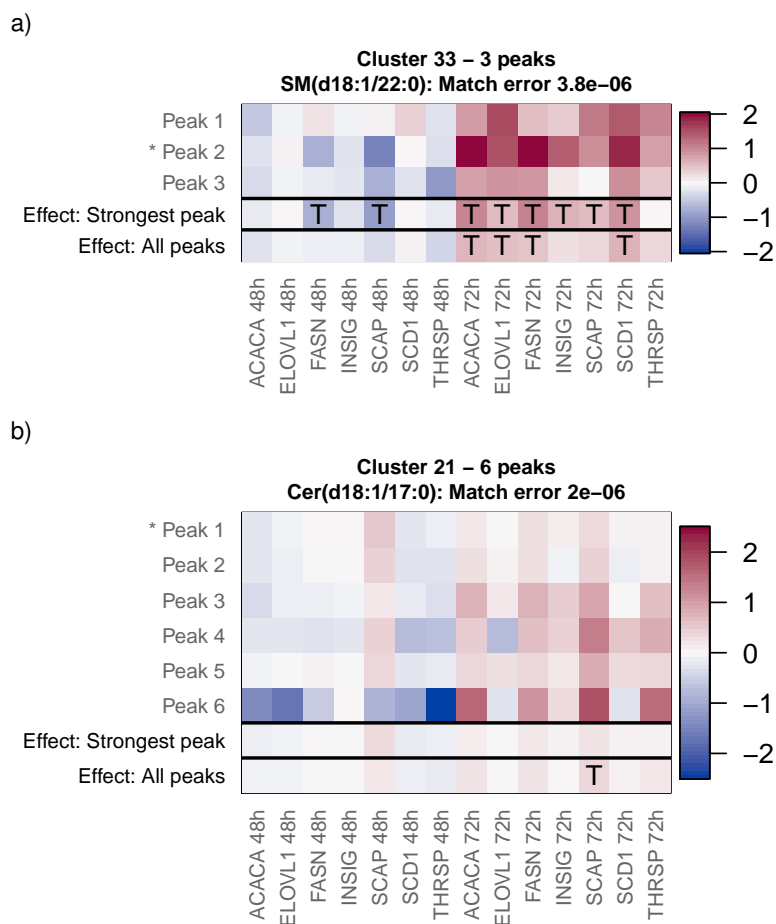 a)
Cluster 33 – 3 peaks
SM(d18:1/22:0): Match error 3.8e−06
Peak 1
* Peak 2
Peak 3
Effect: Strongest peak
T T T T T T T T
Effect: All peaks
T T T T
2
1
0
−1
−2
ACACA 48h
ELOVL1 48h
FASN 48h
INSIG 48h
SCAP 48h
SCD1 48h
THRSP 48h
ACACA 72h
ELOVL1 72h
FASN 72h
INSIG 72h
SCAP 72h
SCD1 72h
THRSP 72h
b)
Cluster 21 – 6 peaks
Cer(d18:1/17:0): Match error 2e−06
* Peak 1
Peak 2
Peak 3
Peak 4
Peak 5
Peak 6
Effect: Strongest peak
Effect: All peaks
T
2
1
0
−1
−2
ACACA 48h
ELOVL1 48h
FASN 48h
INSIG 48h
SCAP 48h
SCD1 48h
THRSP 48h
ACACA 72h
ELOVL1 72h
FASN 72h
INSIG 72h
SCAP 72h
SCD1 72h
THRSP 72h